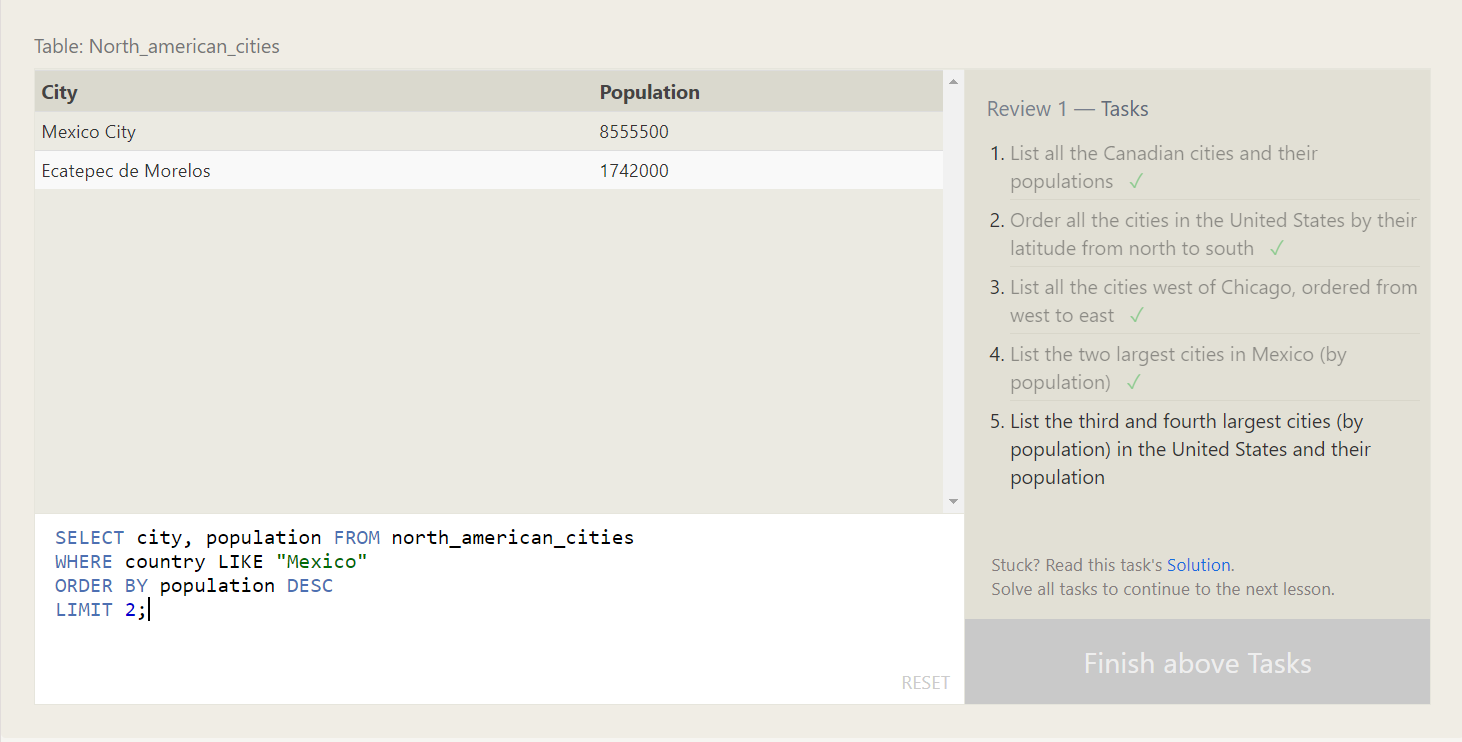 Table: North_american_cities
City Population
Mexico City 8555500
Ecatepec de Morelos 1742000
SELECT city, population FROM north_american_cities
WHERE country LIKE "Mexico"
ORDER BY population DESC
LIMIT 2;
RESET
Review 1 — Tasks
1. List all the Canadian cities and their
populations ✓
2. Order all the cities in the United States by their
latitude from north to south ✓
3. List all the cities west of Chicago, ordered from
west to east ✓
4. List the two largest cities in Mexico (by
population) ✓
5. List the third and fourth largest cities (by
population) in the United States and their
population
Stuck? Read this task's Solution.
Solve all tasks to continue to the next lesson.
Finish above Tasks